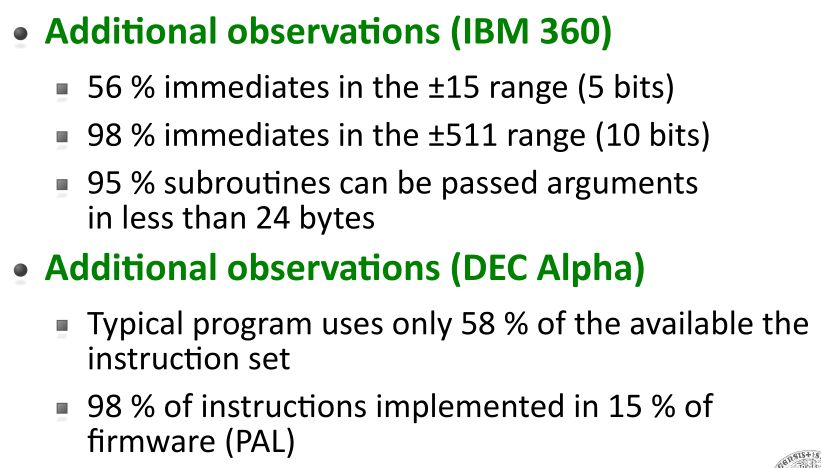 Additional observations (IBM 360)
56 % immediates in the ±15 range (5 bits)
98 % immediates in the ±511 range (10 bits)
95 % subroutines can be passed arguments
in less than 24 bytes
Additional observations (DEC Alpha)
Typical program uses only 58 % of the available the
instruction set
98 % of instructions implemented in 15 % of
firmware (PAL)